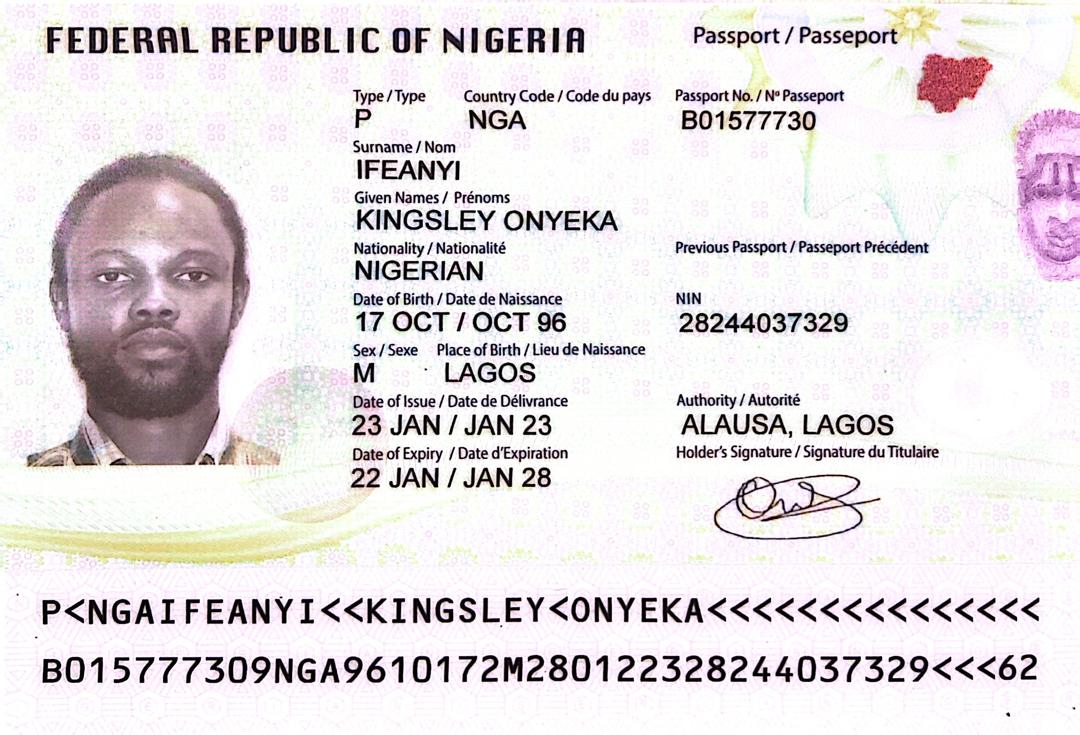 FEDERAL REPUBLIC OF NIGERIA
Passport / Passeport
Type / Type Country Code / Code du pays Passport No. / Nº Passeport
P NGA B01577730
Surname / Nom
IFEANYI
Given Names / Prénoms
KINGSLEY ONYEKA
Nationality / Nationalité Previous Passport / Passeport Précédent
NIGERIAN
Date of Birth / Date de Naissance NIN
17 OCT / OCT 96 28244037329
Sex / Sexe Place of Birth / Lieu de Naissance
M LAGOS
Date of Issue / Date de Délivrance Authority / Autorité
23 JAN / JAN 23 ALAUSA, LAGOS
Date of Expiry / Date d'Expiration Holder's Signature / Signature du Titulaire
22 JAN / JAN 28
P<NGAIFEANYI<<KINGSLEY<ONYEKA<<<<<<<<<<<<<<<
B015777309NGA9610172M280122328244037329<<<62